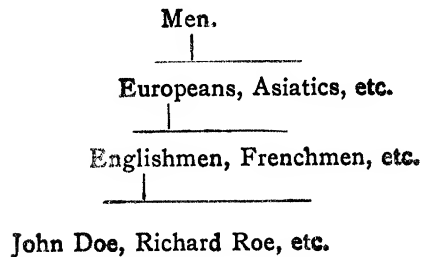 Men.
Europeans, Asiatics, etc.
Englishmen, Frenchmen, etc.
John Doe, Richard Roe, etc.